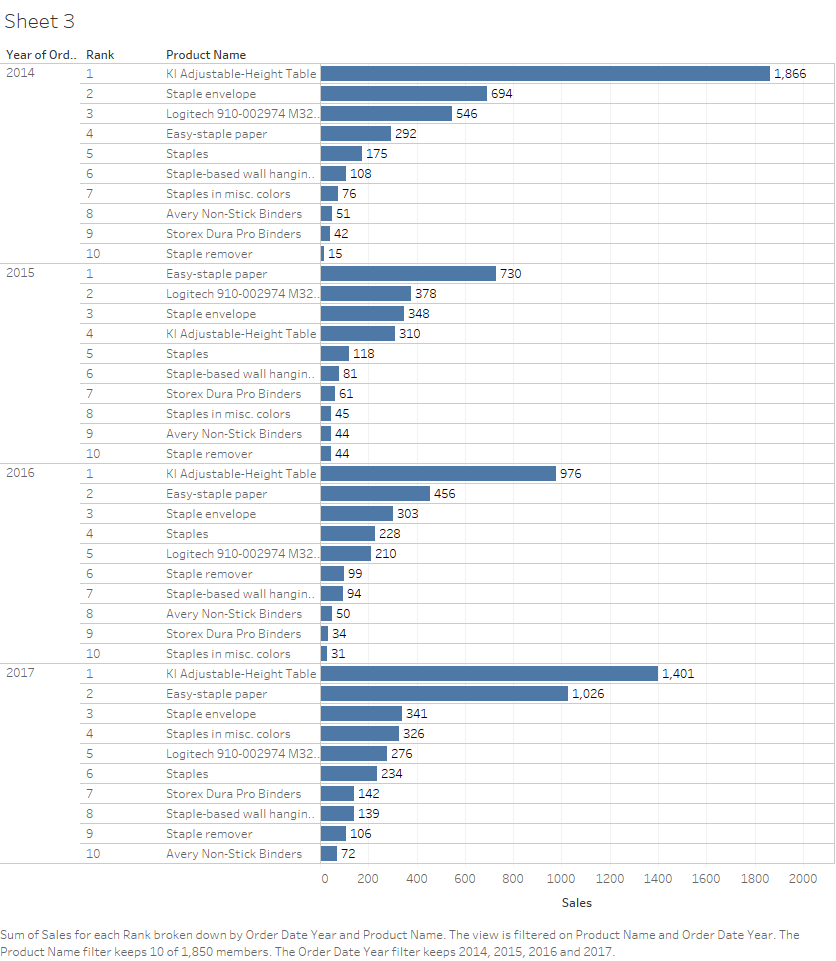 Sheet 3
Year of Ord.. Rank Product Name
2014 1 KI Adjustable-Height Table 1,866
2 Staple envelope 694
3 Logitech 910-002974 M32.. 546
4 Easy-staple paper 292
5 Staples 175
6 Staple-based wall hangin.. 108
7 Staples in misc. colors 76
8 Avery Non-Stick Binders 51
9 Storex Dura Pro Binders 42
10 Staple remover 15
2015 1 Easy-staple paper 730
2 Logitech 910-002974 M32.. 378
3 Staple envelope 348
4 KI Adjustable-Height Table 310
5 Staples 118
6 Staple-based wall hangin.. 81
7 Storex Dura Pro Binders 61
8 Staples in misc. colors 45
9 Avery Non-Stick Binders 44
10 Staple remover 44
2016 1 KI Adjustable-Height Table 976
2 Easy-staple paper 456
3 Staple envelope 303
4 Staples 228
5 Logitech 910-002974 M32.. 210
6 Staple remover 99
7 Staple-based wall hangin.. 94
8 Avery Non-Stick Binders 50
9 Storex Dura Pro Binders 34
10 Staples in misc. colors 31
2017 1 KI Adjustable-Height Table 1,401
2 Easy-staple paper 1,026
3 Staple envelope 341
4 Staples in misc. colors 326
5 Logitech 910-002974 M32.. 276
6 Staples 234
7 Storex Dura Pro Binders 142
8 Staple-based wall hangin.. 139
9 Staple remover 106
10 Avery Non-Stick Binders 72
0 200 400 600 800 1000 1200 1400 1600 1800 2000
Sales
Sum of Sales for each Rank broken down by Order Date Year and Product Name. The view is filtered on Product Name and Order Date Year. The
Product Name filter keeps 10 of 1,850 members. The Order Date Year filter keeps 2014, 2015, 2016 and 2017.